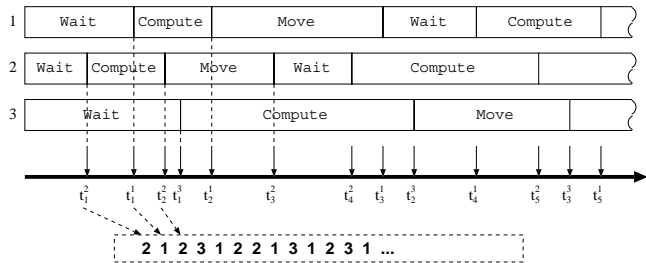 1 Wait Compute Move Wait Compute
2 Wait Compute Move Wait Compute
3 Wait Compute Move
t₁² t₁¹ t₂² t₁³ t₂¹ t₃² t₄² t₃¹ t₂³ t₄¹ t₅² t₃³ t₅¹
2 1 2 3 1 2 2 1 3 1 2 3 1 ...